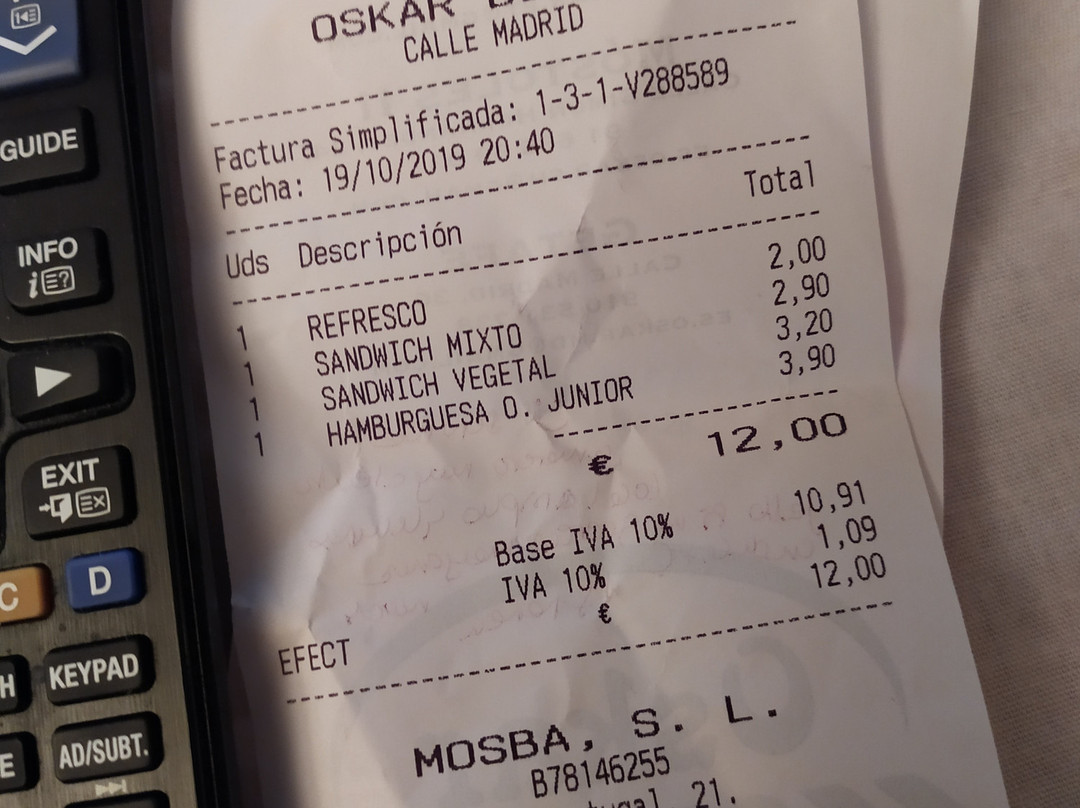 OSKAR
CALLE MADRID
Factura Simplificada: 1-3-1-V288589
Fecha: 19/10/2019 20:40
Uds Descripción Total
1 REFRESCO 2,00
1 SANDWICH MIXTO 2,90
1 SANDWICH VEGETAL 3,20
1 HAMBURGUESA O. JUNIOR 3,90
€ 12,00
Base IVA 10% 10,91
IVA 10% 1,09
EFECT € 12,00
MOSBA, S. L.
B78146255
21.
GUIDE
INFO
i ?
EXIT
C D
KEYPAD
AD/SUBT.
H
E